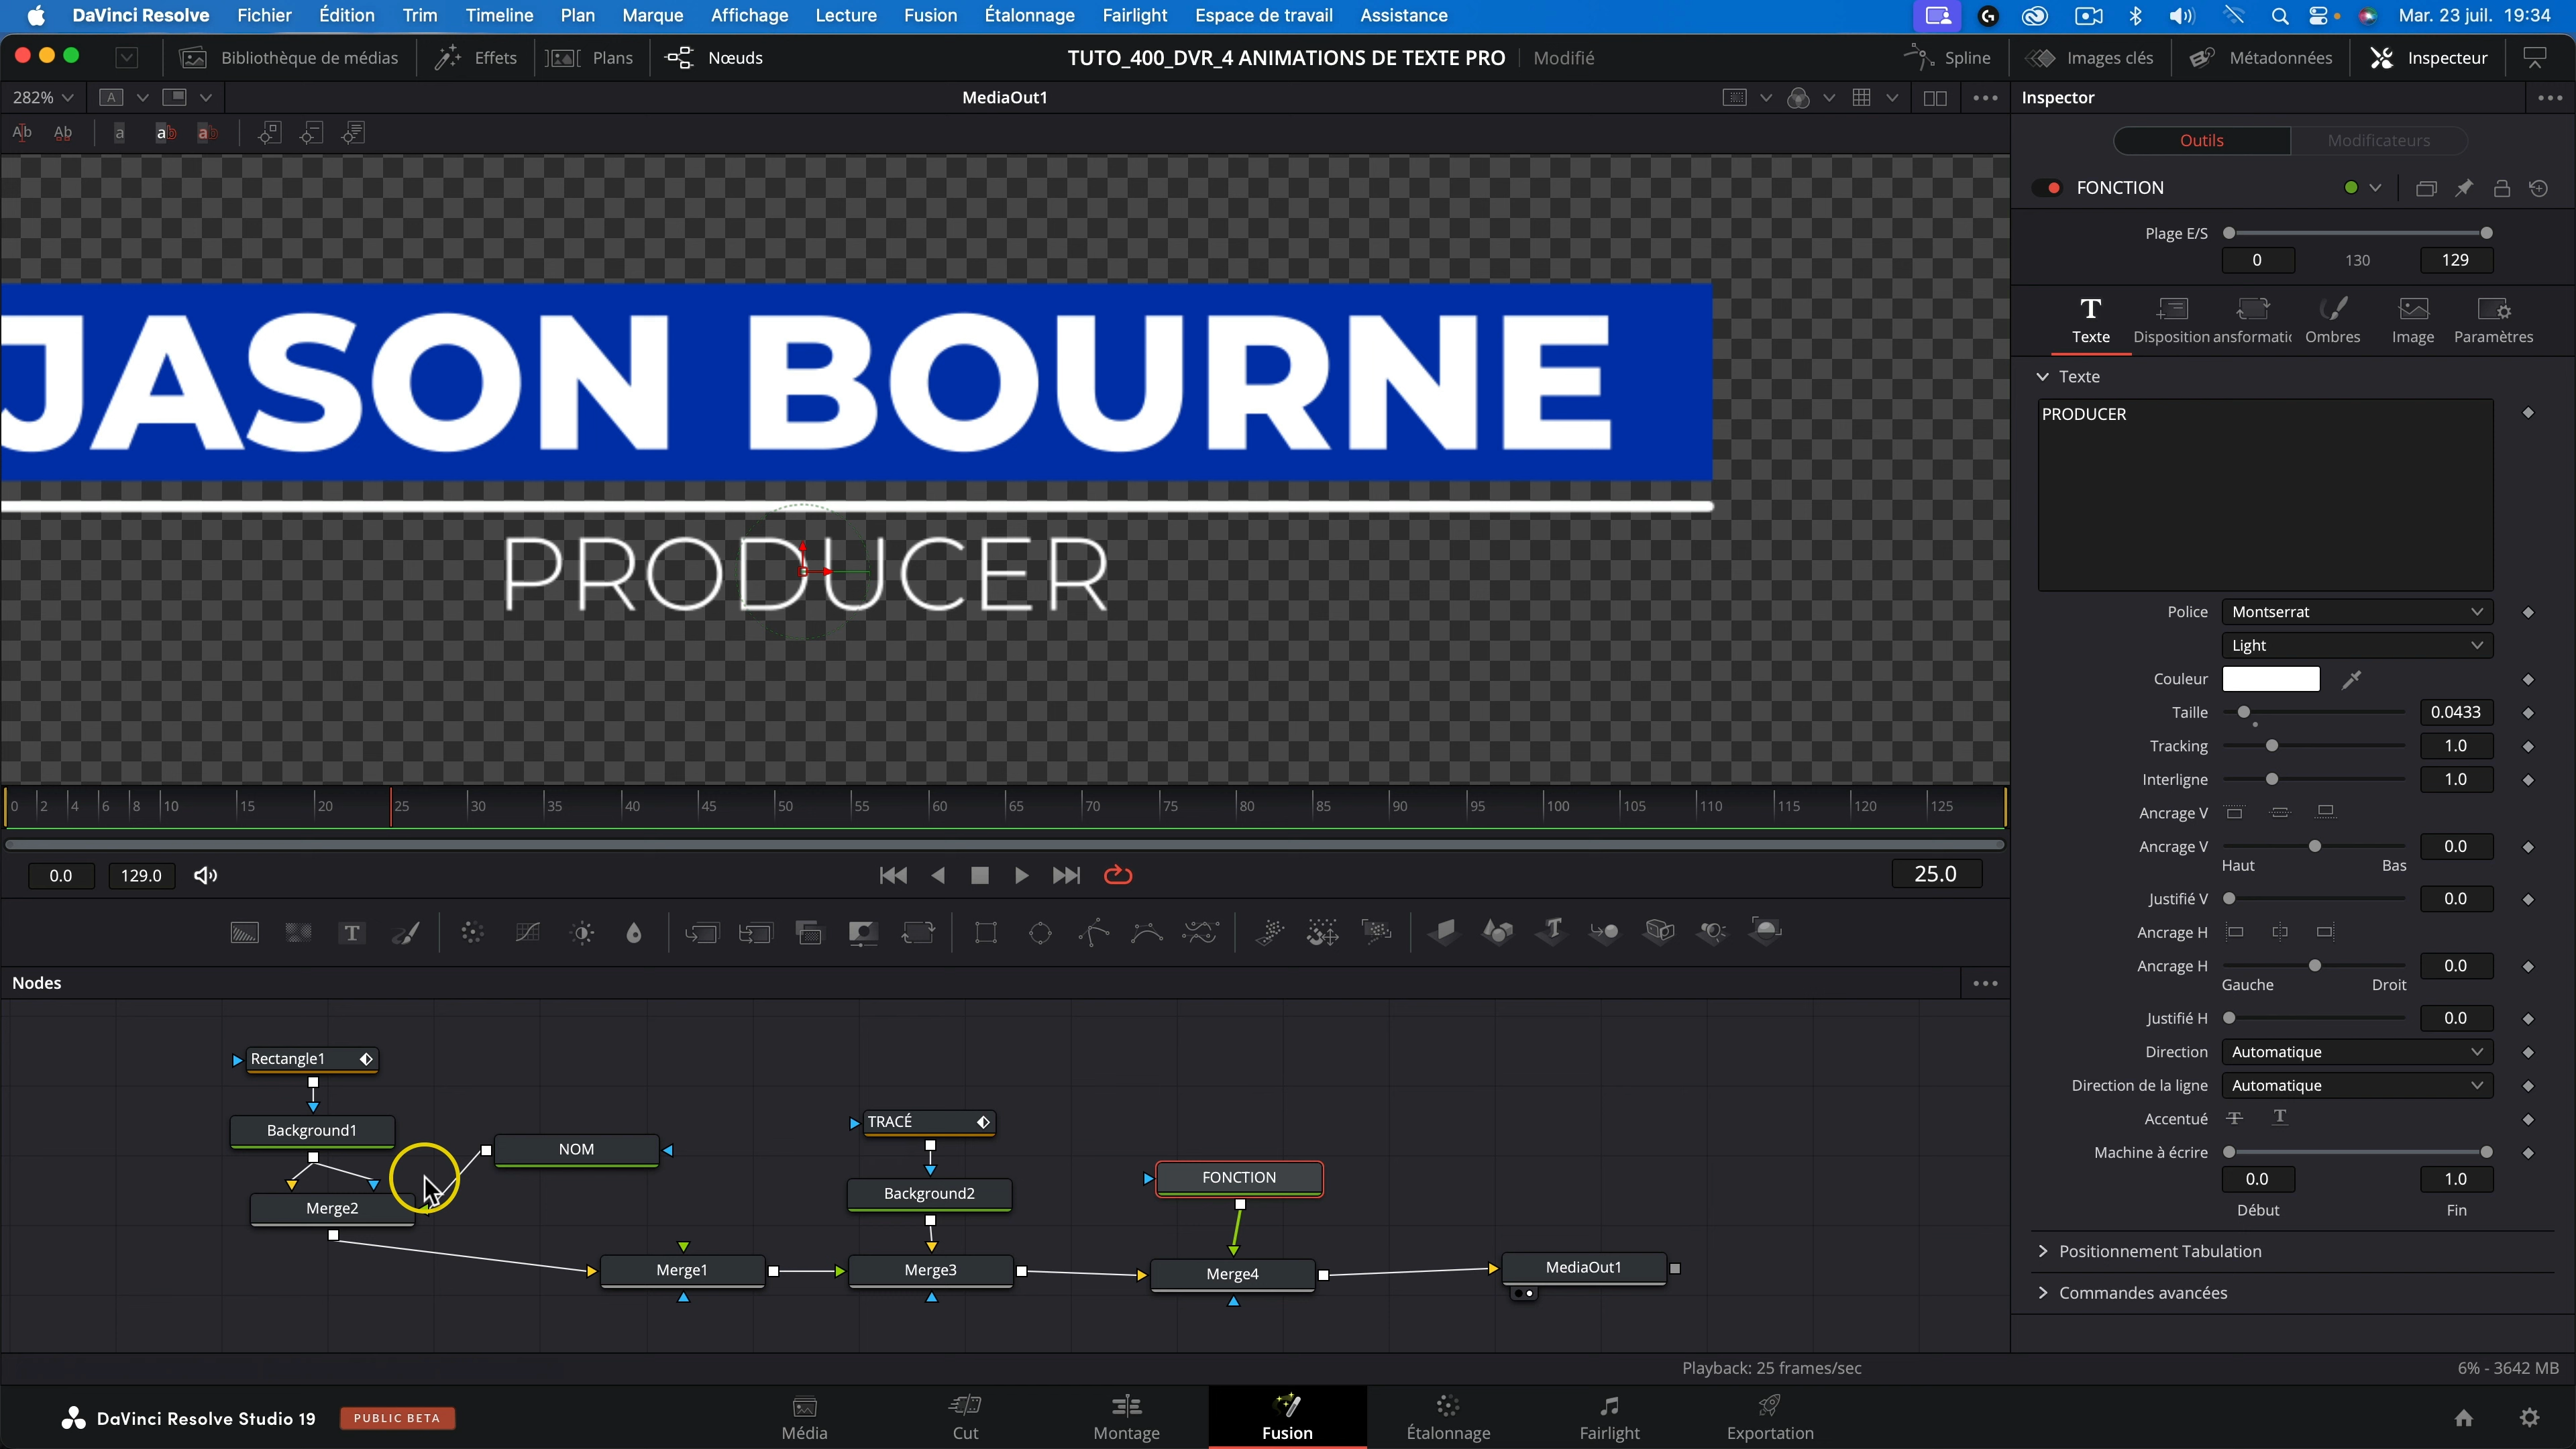 DaVinci Resolve Fichier Édition Trim Timeline Plan Marque Affichage Lecture Fusion Étalonnage Fairlight Espace de travail Assistance Mar. 23 juil. 19:34
Bibliothèque de médias Effets Plans Nœuds TUTO_400_DVR_4 ANIMATIONS DE TEXTE PRO Modifié Spline Images clés Métadonnées Inspecteur
282% A MediaOut1 Inspector
Ab Ab a ab ab
Outils Modificateurs
FONCTION
Plage E/S
0 130 129
T
Texte Disposition ansformatic Ombres Image Paramètres
Texte
PRODUCER
JASON BOURNE
PRODUCER
Police Montserrat
Light
Couleur
Taille 0.0433
Tracking 1.0
Interligne 1.0
Ancrage V
Ancrage V 0.0
Haut Bas
Justifié V 0.0
Ancrage H
Ancrage H 0.0
Gauche Droit
Justifié H 0.0
Direction Automatique
Direction de la ligne Automatique
Accentué T T
Machine à écrire
0.0 1.0
Début Fin
Positionnement Tabulation
Commandes avancées
0 2 4 6 8 10 15 20 25 30 35 40 45 50 55 60 65 70 75 80 85 90 95 100 105 110 115 120 125
0.0 129.0 25.0
T T
Nodes
Rectangle1
Background1
NOM
Merge2
TRACÉ
Background2
FONCTION
Merge1
Merge3
Merge4
MediaOut1
Playback: 25 frames/sec 6% - 3642 MB
DaVinci Resolve Studio 19 PUBLIC BETA
Média Cut Montage Fusion Étalonnage Fairlight Exportation